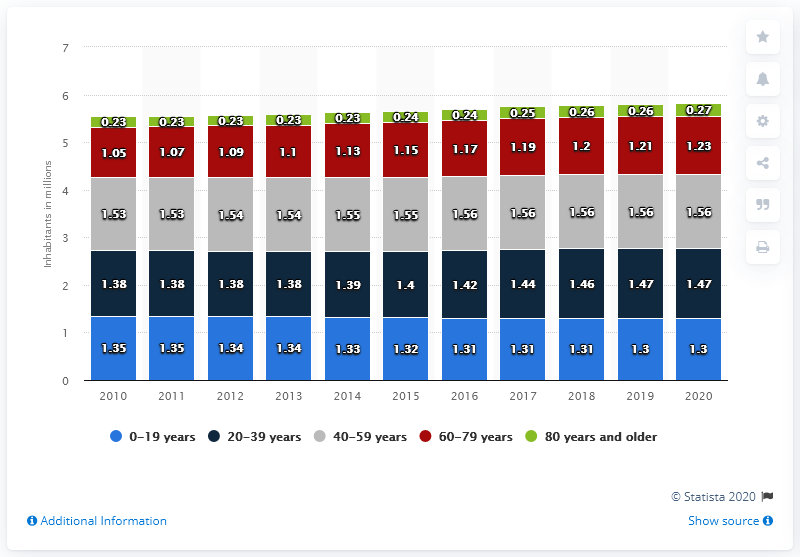 7
6
5
4
3
2
1
0
Inhabitants in millions
0.23 0.23 0.23 0.23 0.23 0.24 0.24 0.25 0.26 0.26 0.27
1.05 1.07 1.09 1.1 1.13 1.15 1.17 1.19 1.2 1.21 1.23
1.53 1.53 1.54 1.54 1.55 1.55 1.56 1.56 1.56 1.56 1.56
1.38 1.38 1.38 1.38 1.39 1.4 1.42 1.44 1.46 1.47 1.47
1.35 1.35 1.34 1.34 1.33 1.32 1.31 1.31 1.31 1.3 1.3
2010 2011 2012 2013 2014 2015 2016 2017 2018 2019 2020
0-19 years 20-39 years 40-59 years 60-79 years 80 years and older
© Statista 2020
Additional Information Show source